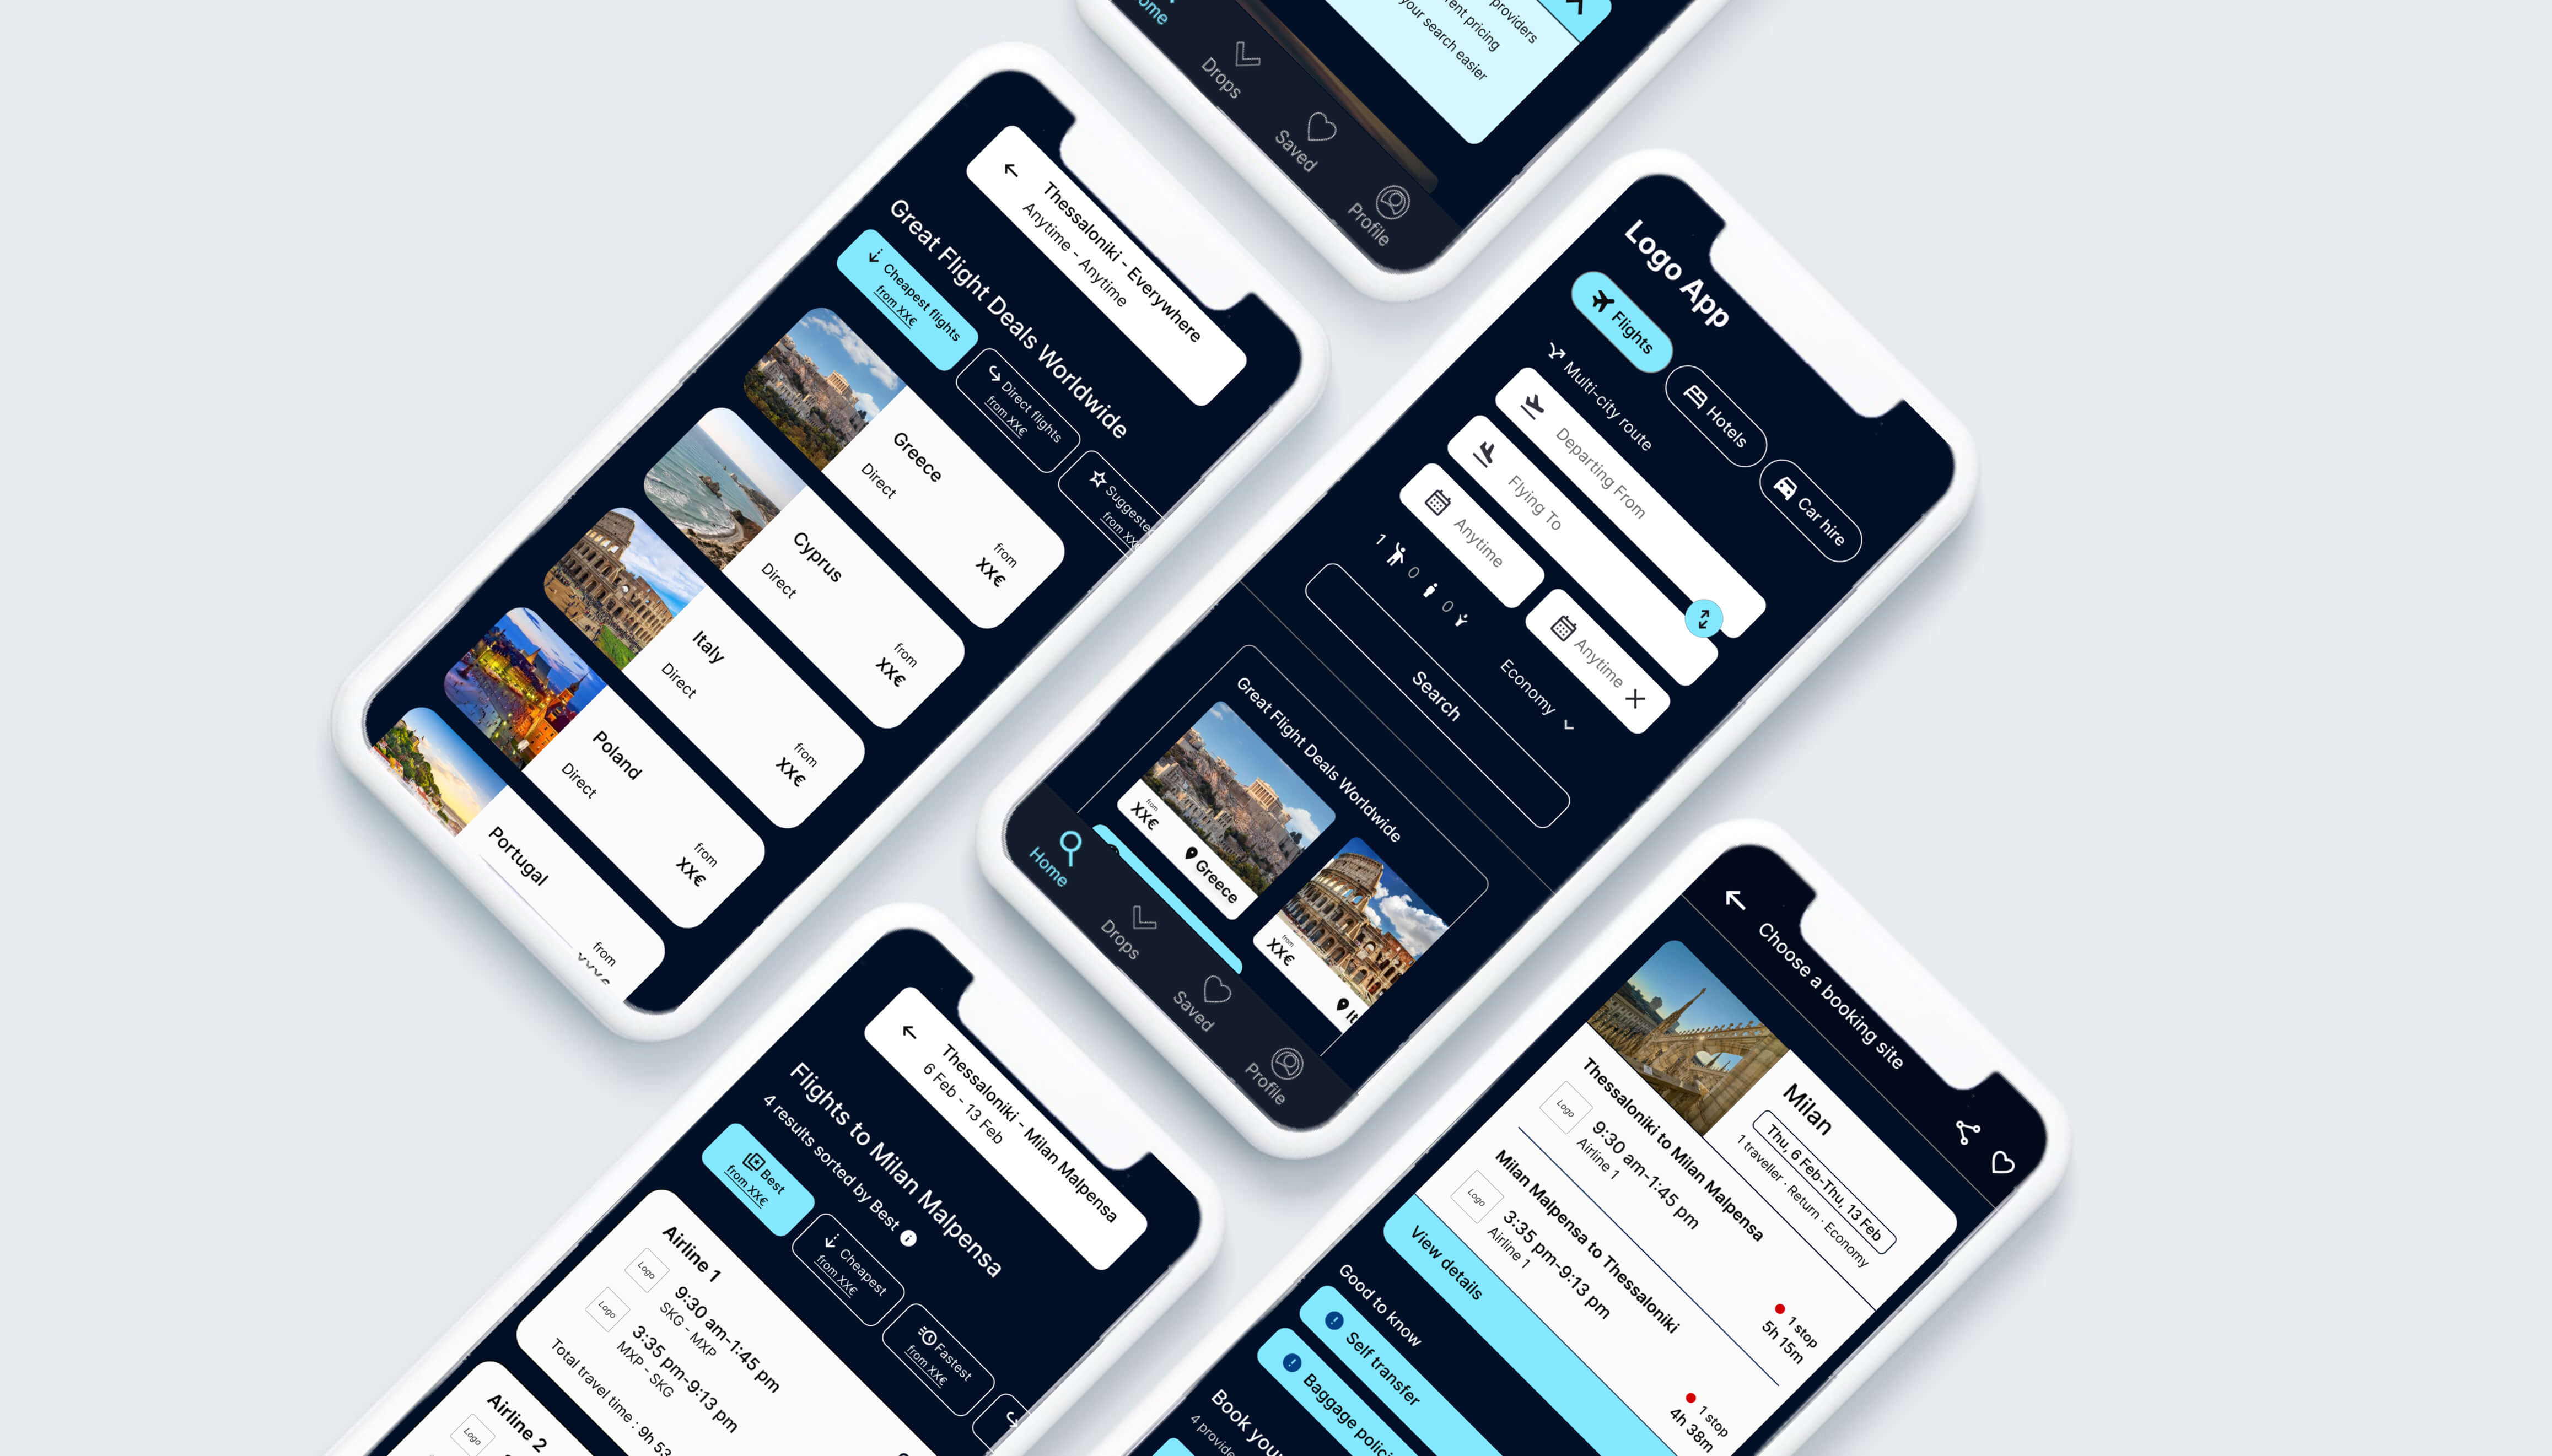 Home
Drops
Saved
Profile
providers
pricing
your search easier
Thessaloniki - Everywhere
Anytime - Anytime
Great Flight Deals Worldwide
Cheapest flights
from XX€
Direct flights
from XX€
from
Greece
Direct
from
XX€
Cyprus
Direct
from
XX€
Italy
Direct
from
XX€
Poland
Direct
from
XX€
Portugal
from
Logo App
Flights
Hotels
Car hire
Multi-city route
Departing From
Flying To
Anytime
Anytime
1 0 0
Economy
Search
Great Flight Deals Worldwide
from
XX€
Greece
from
XX€
Home
Drops
Saved
Profile
Thessaloniki - Milan Malpensa
6 Feb - 13 Feb
Flights to Milan Malpensa
4 results sorted by Best
Best
from XX€
Cheapest
from XX€
Fastest
from XX€
Airline 1
Logo
9:30 am-1:45 pm
SKG - MXP
Logo
3:35 pm-9:13 pm
MXP - SKG
Total travel time : 9h 53
Airline 2
Logo
Choose a booking site
Milan
Thu, 6 Feb-Thu, 13 Feb
1 traveller · Return · Economy
Thessaloniki to Milan Malpensa
Logo
9:30 am-1:45 pm
Airline 1
1 stop
5h 15m
Milan Malpensa to Thessaloniki
Logo
3:35 pm-9:13 pm
Airline 1
1 stop
4h 38m
View details
Good to know
Self transfer
Baggage
Book your
4